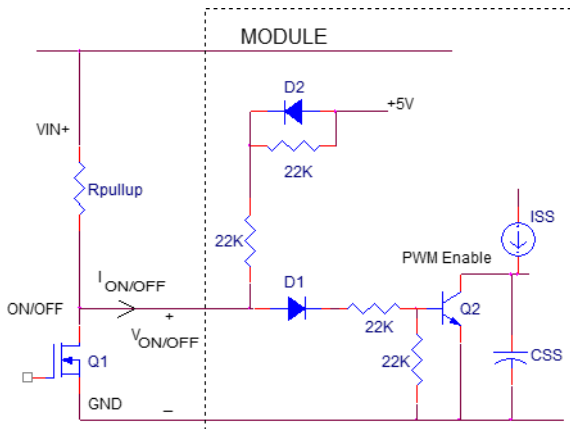 MODULE
D2
+5V
VIN+
22K
Rpullup
ISS
22K
PWM Enable
I ON/OFF
D1
ON/OFF
+
V ON/OFF
22K
Q2
Q1
22K
CSS
GND
–